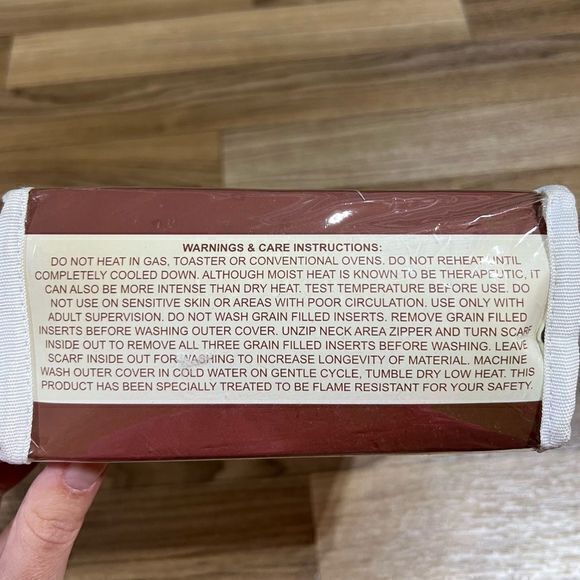 WARNINGS & CARE INSTRUCTIONS:
DO NOT HEAT IN GAS, TOASTER OR CONVENTIONAL OVENS. DO NOT REHEAT UNTIL
COMPLETELY COOLED DOWN. ALTHOUGH MOIST HEAT IS KNOWN TO BE THERAPEUTIC, IT
CAN ALSO BE MORE INTENSE THAN DRY HEAT. TEST TEMPERATURE BEFORE USE. DO
NOT USE ON SENSITIVE SKIN OR AREAS WITH POOR CIRCULATION. USE ONLY WITH
ADULT SUPERVISION. DO NOT WASH GRAIN FILLED INSERTS. REMOVE GRAIN FILLED
INSERTS BEFORE WASHING OUTER COVER. UNZIP NECK AREA ZIPPER AND TURN SCARF
INSIDE OUT TO REMOVE ALL THREE GRAIN FILLED INSERTS BEFORE WASHING. LEAVE
SCARF INSIDE OUT FOR WASHING TO INCREASE LONGEVITY OF MATERIAL. MACHINE
WASH OUTER COVER IN COLD WATER ON GENTLE CYCLE, TUMBLE DRY LOW HEAT. THIS
PRODUCT HAS BEEN SPECIALLY TREATED TO BE FLAME RESISTANT FOR YOUR SAFETY.